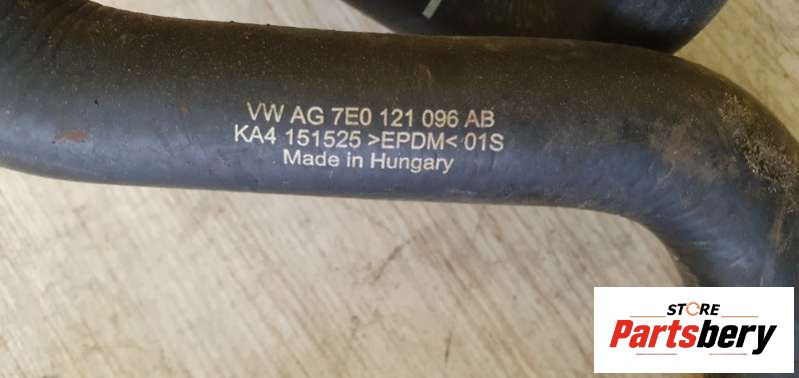 VW AG 7E0 121 096 AB
KA4 151525 >EPDM< 01S
Made in Hungary
STORE
Partsbery